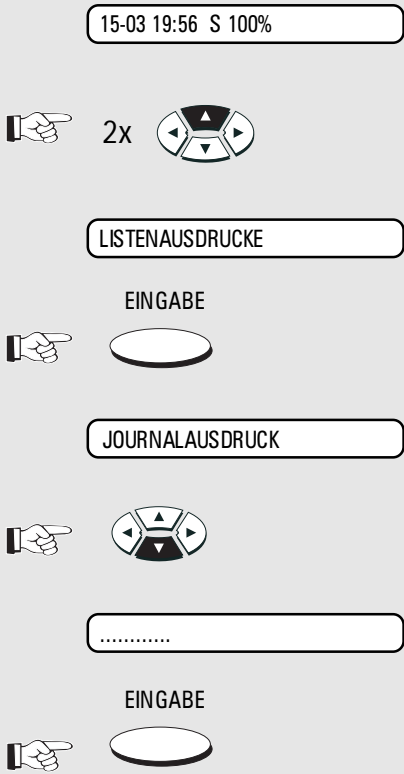 15-03 19:56 S 100%
2x
LISTENAUSDRUCKE
EINGABE
JOURNALAUSDRUCK
............
EINGABE